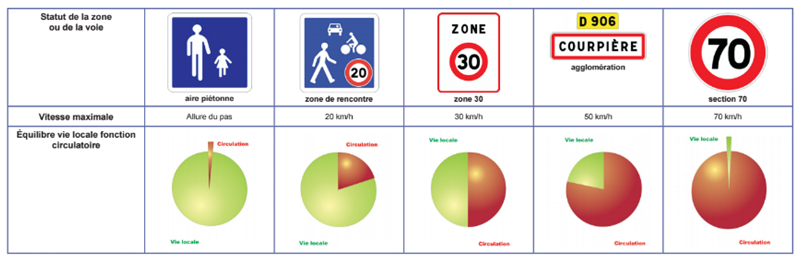 Statut de la zone
ou de la voie
aire piétonne
20
zone de rencontre
ZONE
30
zone 30
D 906
COURPIÈRE
agglomération
70
section 70
Vitesse maximale
Allure du pas
20 km/h
30 km/h
50 km/h
70 km/h
Équilibre vie locale fonction
circulatoire
Circulation
Vie locale
Circulation
Vie locale
Vie locale
Circulation
Vie locale
Circulation
Vie locale
Circulation